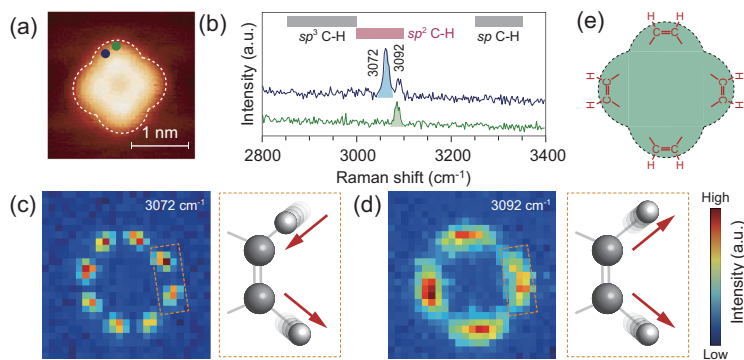 (a)
1 nm
(b)
Intensity (a.u.)
sp³ C-H
sp² C-H
sp C-H
3072
3092
2800
3000
3200
3400
Raman shift (cm⁻¹)
(e)
H
H
C=C
H
C=C
H
H
C=C
H
C=C
H
H
(c)
3072 cm⁻¹
(d)
3092 cm⁻¹
High
Intensity (a.u.)
Low